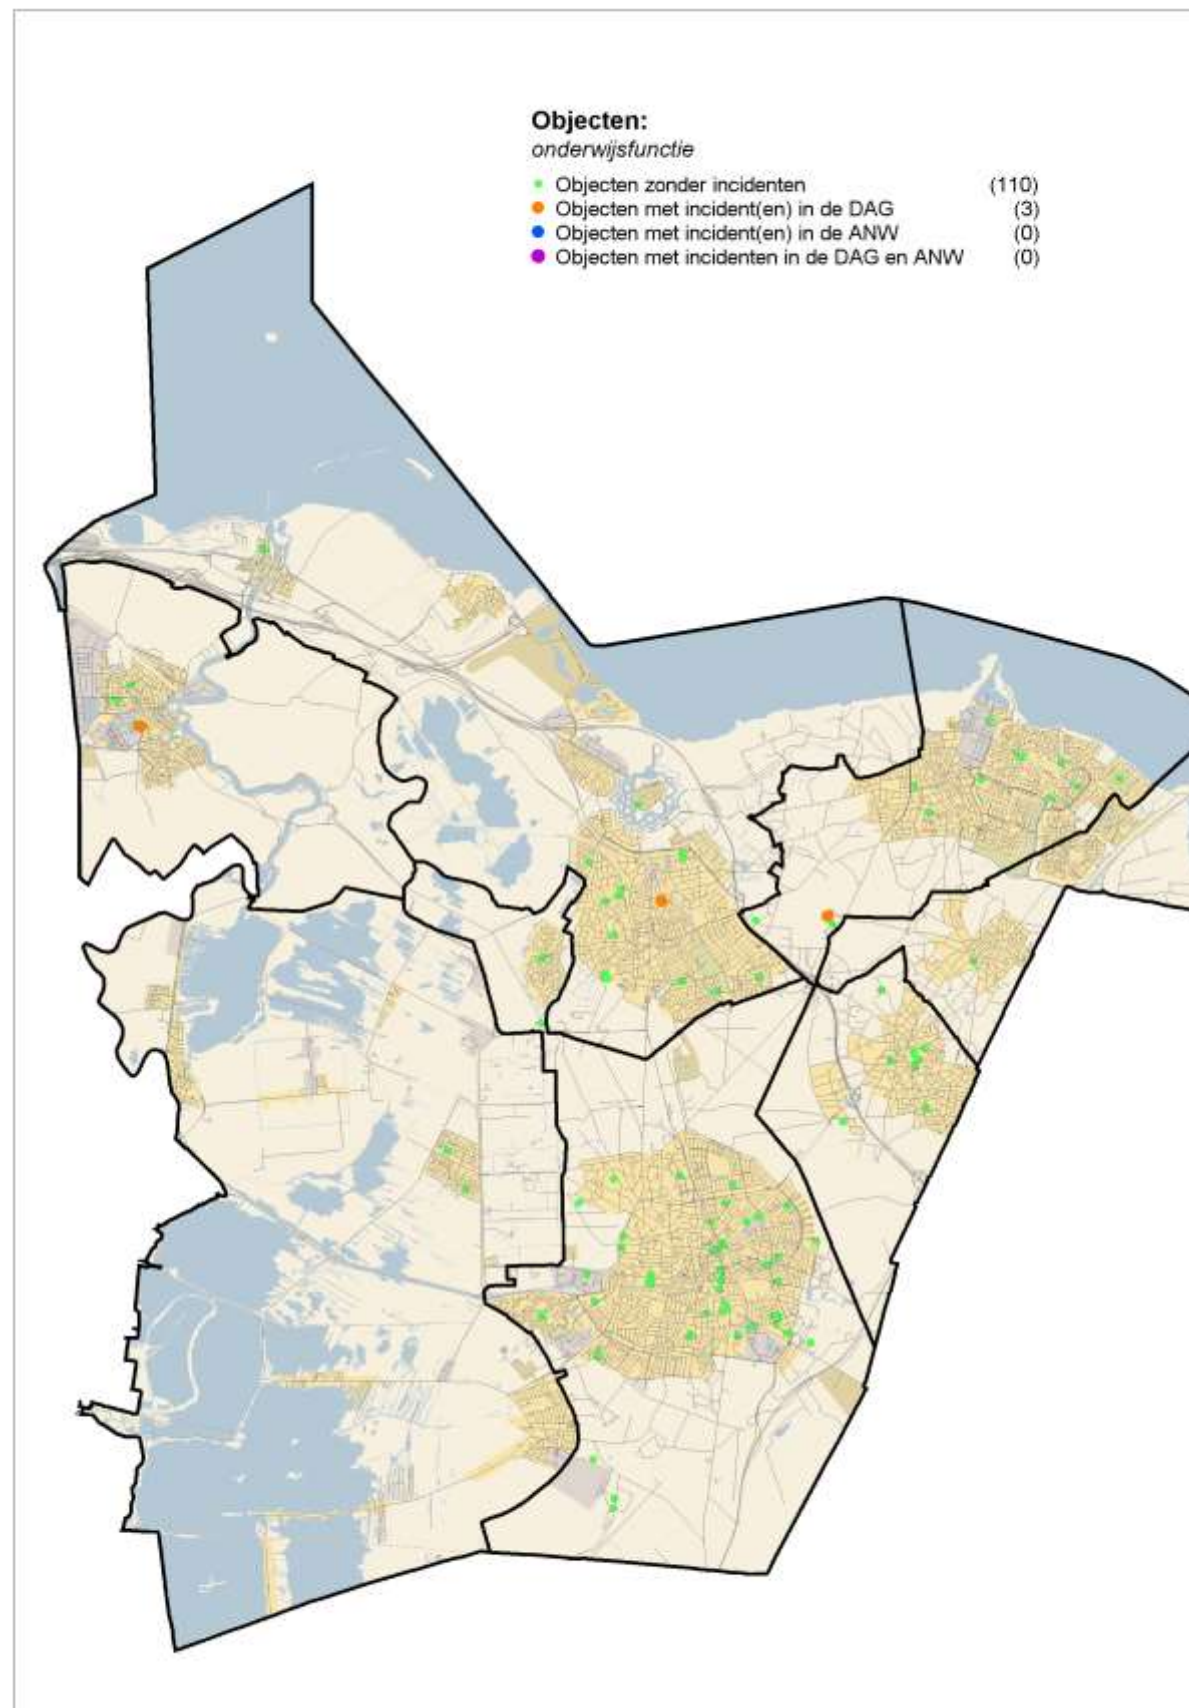 Objecten:
onderwijsfunctie
Objecten zonder incidenten (110)
Objecten met incident(en) in de DAG (3)
Objecten met incident(en) in de ANW (0)
Objecten met incidenten in de DAG en ANW (0)